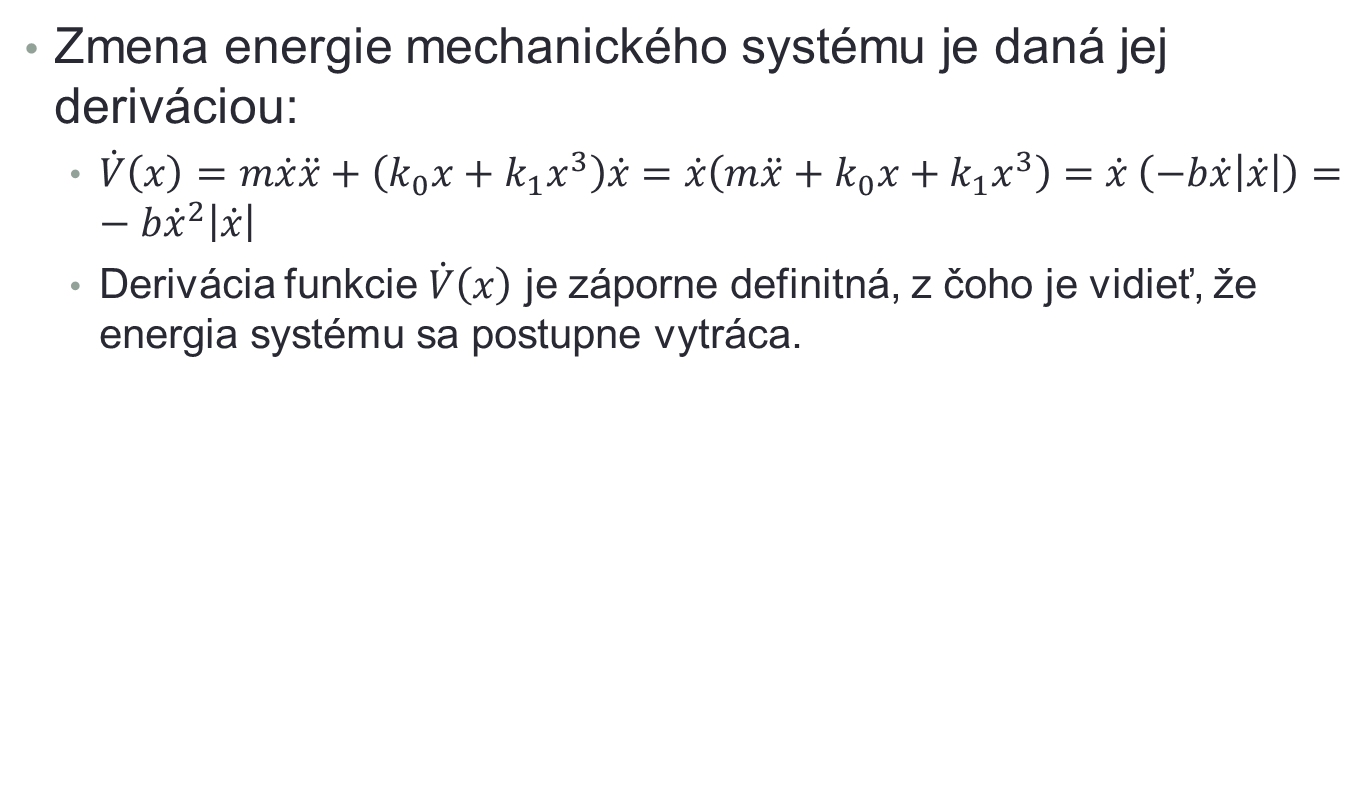 • Zmena energie mechanického systému je daná jej
deriváciou:
• V̇(x) = mẋẍ + (k₀x + k₁x³)ẋ = ẋ(mẍ + k₀x + k₁x³) = ẋ (−bẋ|ẋ|) =
− bẋ²|ẋ|
• Derivácia funkcie V̇(x) je záporne definitná, z čoho je vidieť, že
energia systému sa postupne vytráca.